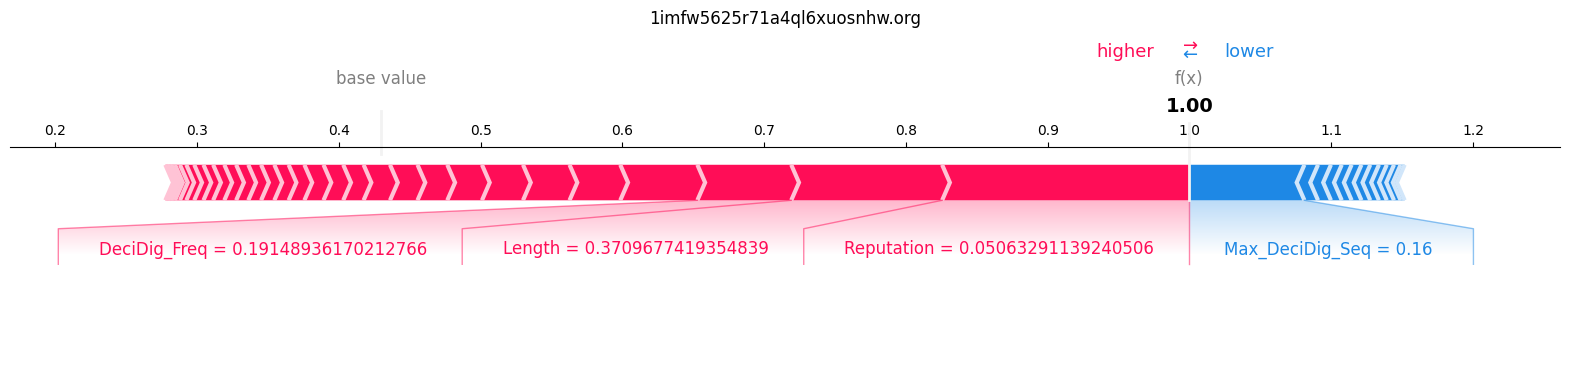 1imfw5625r71a4ql6xuosnhw.org
higher ⇄ lower
base value f(x)
1.00
0.2 0.3 0.4 0.5 0.6 0.7 0.8 0.9 1.0 1.1 1.2
DeciDig_Freq = 0.19148936170212766 Length = 0.3709677419354839 Reputation = 0.05063291139240506 Max_DeciDig_Seq = 0.16